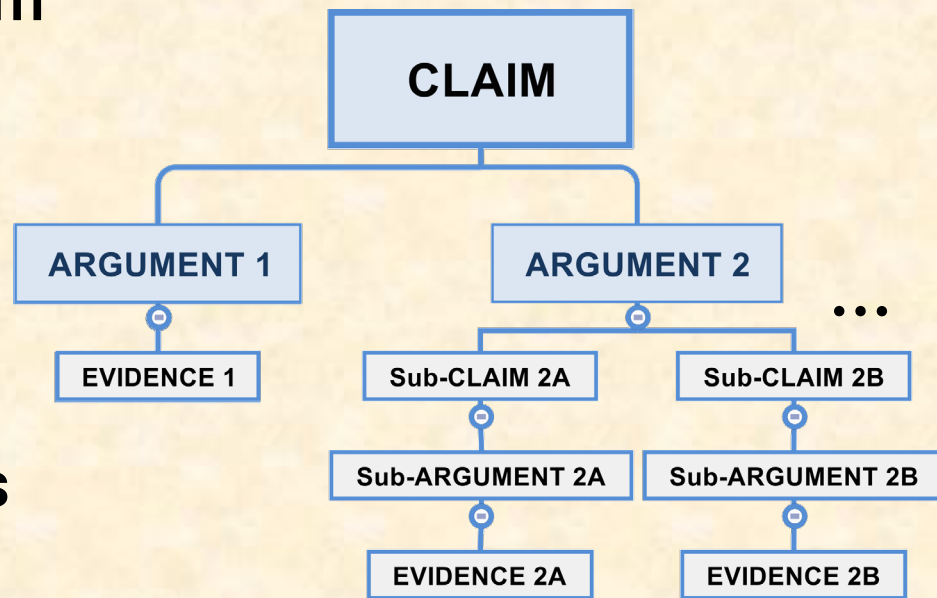 CLAIM
ARGUMENT 1 ARGUMENT 2
...
EVIDENCE 1 Sub-CLAIM 2A Sub-CLAIM 2B
s
Sub-ARGUMENT 2A Sub-ARGUMENT 2B
EVIDENCE 2A EVIDENCE 2B